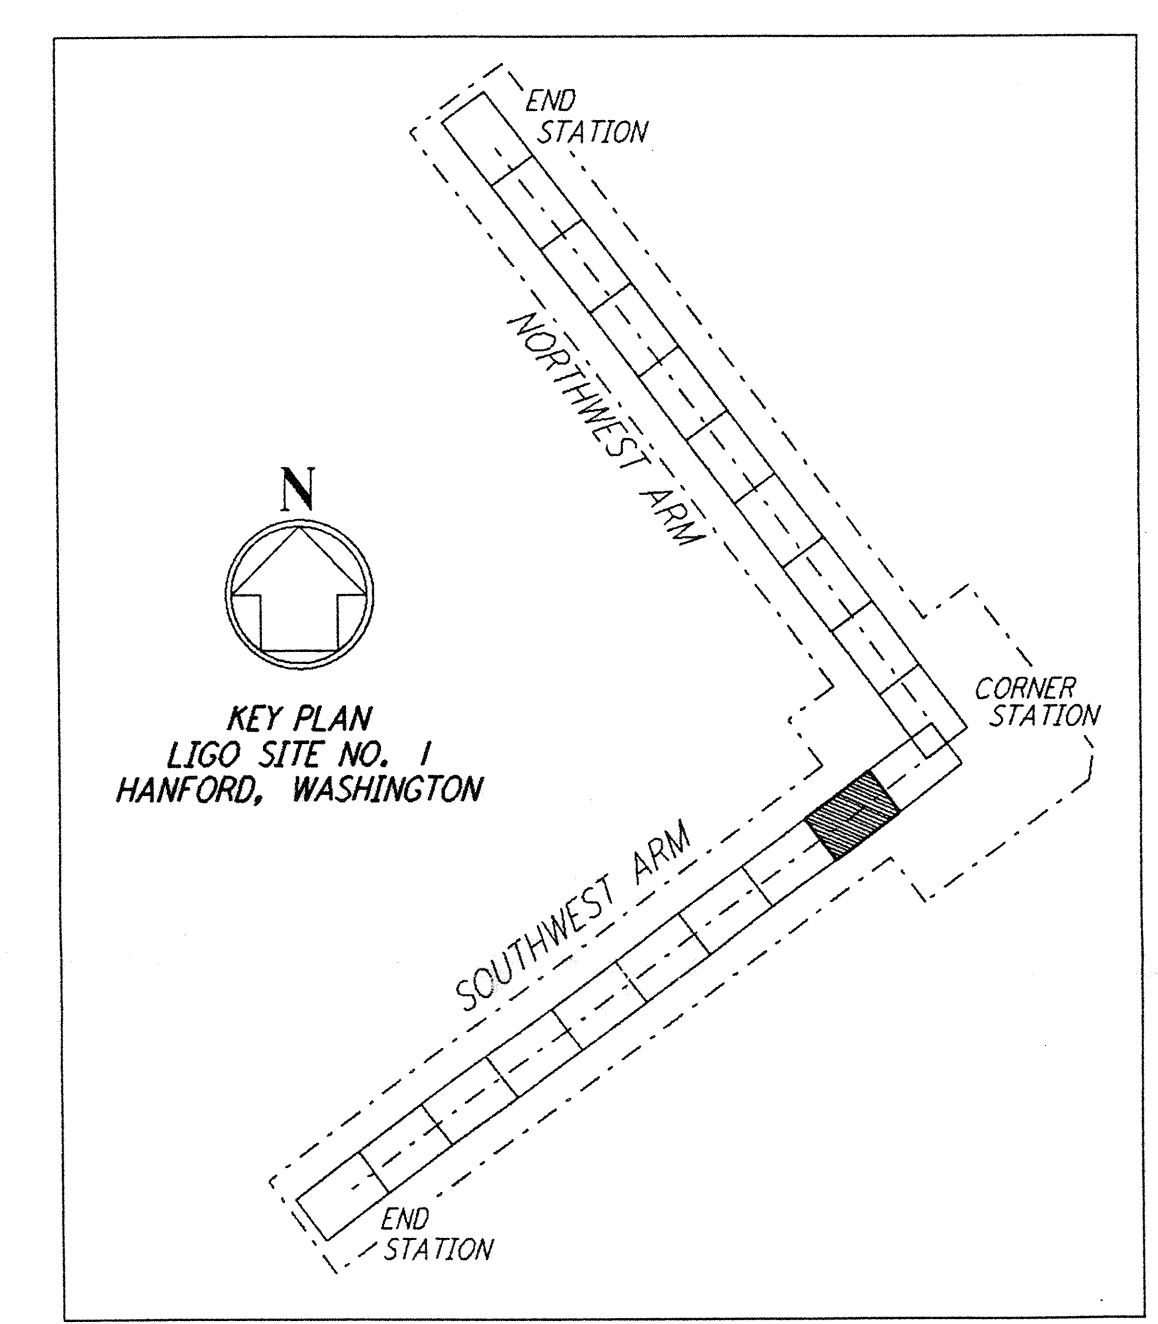 END
STATION
NORTHWEST ARM
N
CORNER
STATION
KEY PLAN
LIGO SITE NO. 1
HANFORD, WASHINGTON
SOUTHWEST ARM
END
STATION